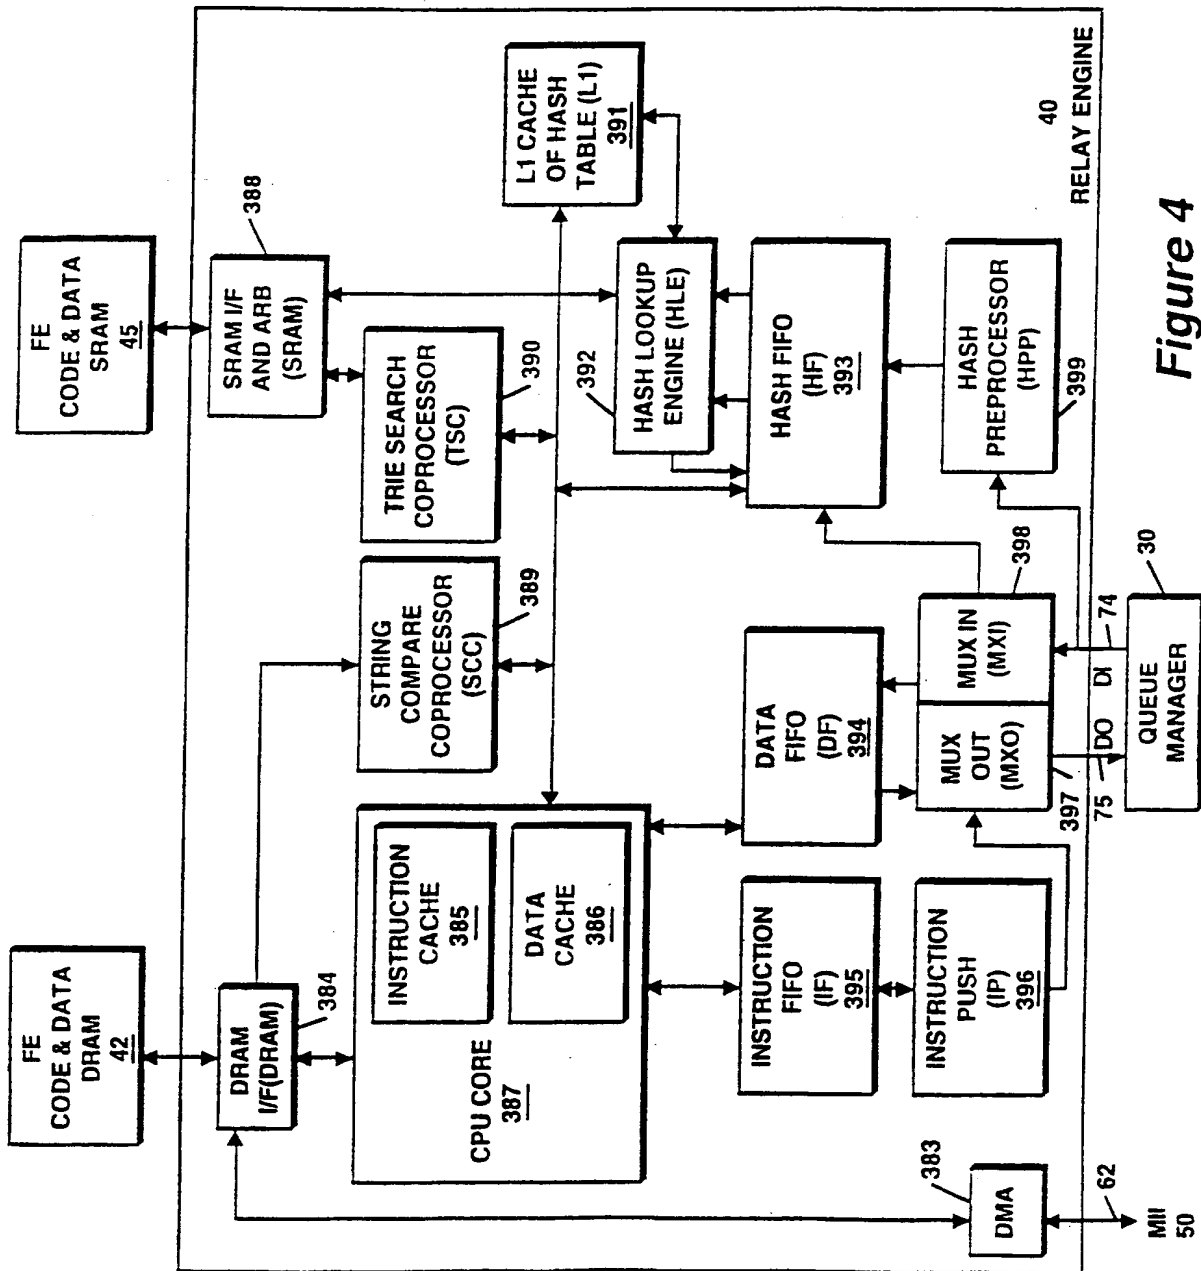 FE
CODE & DATA
DRAM
42
FE
CODE & DATA
SRAM
45
DRAM
I/F(DRAM)
384
SRAM I/F
AND ARB
(SRAM)
388
INSTRUCTION
CACHE
385
DATA
CACHE
386
CPU CORE
387
STRING
COMPARE
COPROCESSOR
(SCC)
389
TRIE SEARCH
COPROCESSOR
(TSC)
390
L1 CACHE
OF HASH
TABLE (L1)
391
392
HASH LOOKUP
ENGINE (HLE)
INSTRUCTION
FIFO
(IF)
395
DATA
FIFO
(DF)
394
HASH FIFO
(HF)
393
INSTRUCTION
PUSH
(IP)
396
MUX
OUT
(MXO)
397
MUX IN
(MXI)
398
HASH
PREPROCESSOR
(HPP)
399
383
DMA
62
MII
50
75
DO
DI
74
QUEUE
MANAGER
30
40
RELAY ENGINE
Figure 4